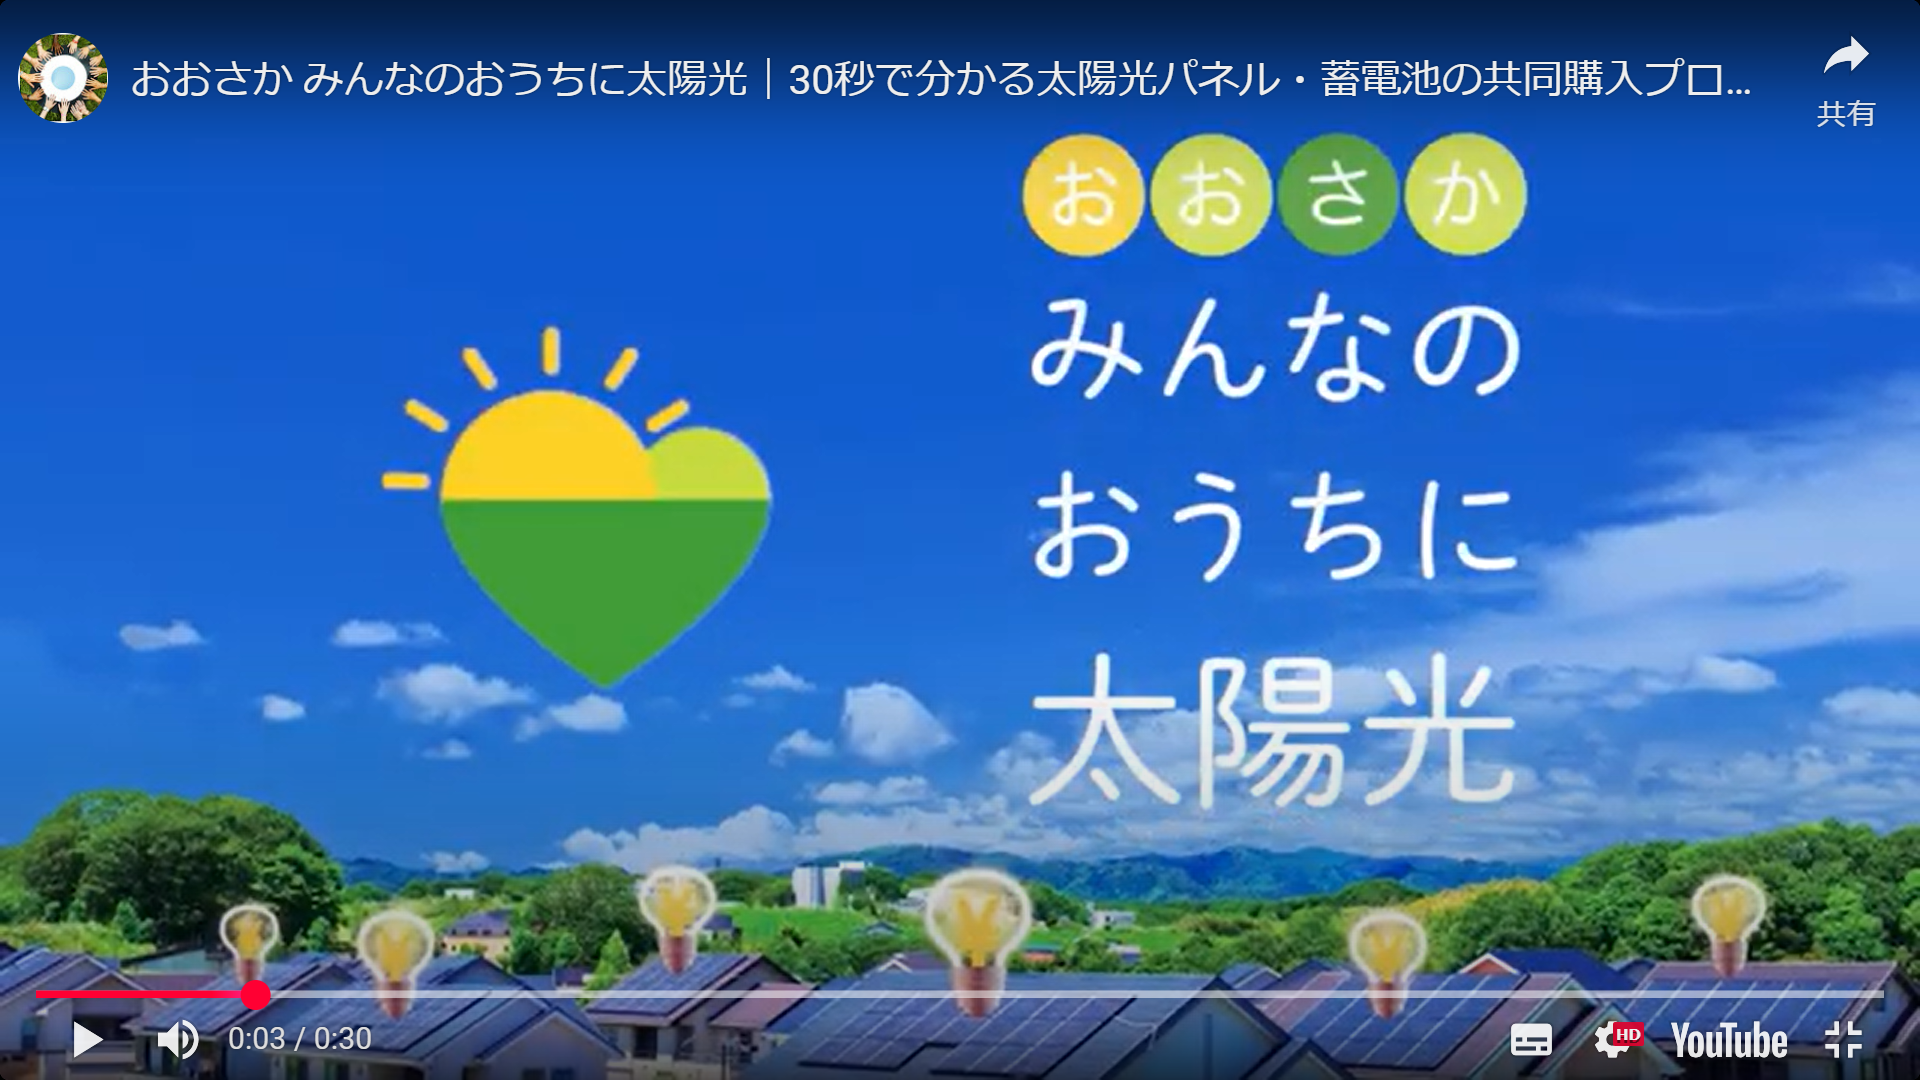 おおさか みんなのおうちに太陽光｜30秒で分かる太陽光パネル・蓄電池の共同購入プロ...
共有
おおさか
みんなの
おうちに
太陽光
¥ ¥ ¥ ¥ ¥ ¥
0:03 / 0:30
HD
YouTube